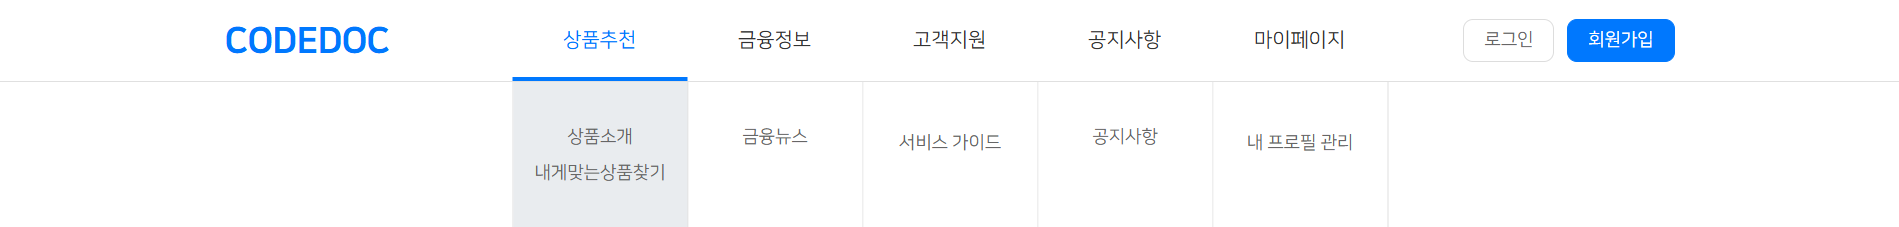 CODEDOC
상품추천
금융정보
고객지원
공지사항
마이페이지
로그인
회원가입
상품소개
내게맞는상품찾기
금융뉴스
서비스 가이드
공지사항
내 프로필 관리